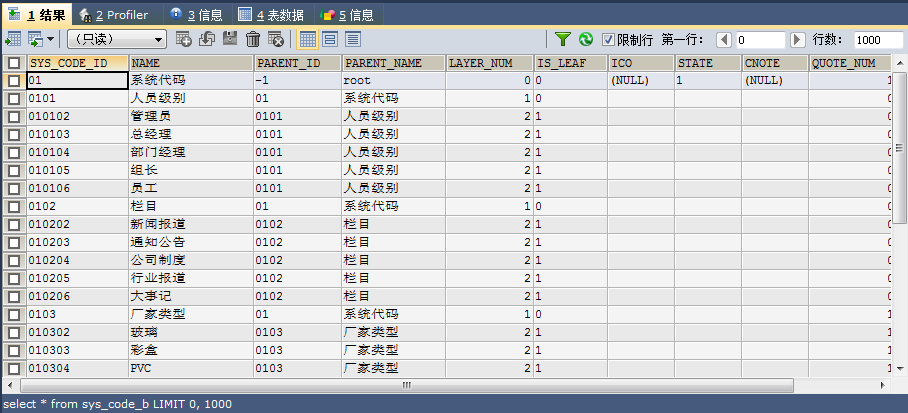 1 结果 2 Profiler 3 信息 4 表数据 5 信息
（只读） 限制行 第一行： 0 行数： 1000
SYS_CODE_ID NAME PARENT_ID PARENT_NAME LAYER_NUM IS_LEAF ICO STATE CNOTE QUOTE_NUM
01 系统代码 -1 root 0 0 (NULL) 1 (NULL) 1
0101 人员级别 01 系统代码 1 0 0
010102 管理员 0101 人员级别 2 1 0
010103 总经理 0101 人员级别 2 1 0
010104 部门经理 0101 人员级别 2 1 0
010105 组长 0101 人员级别 2 1 0
010106 员工 0101 人员级别 2 1 0
0102 栏目 01 系统代码 1 0 0
010202 新闻报道 0102 栏目 2 1 0
010203 通知公告 0102 栏目 2 1 0
010204 公司制度 0102 栏目 2 1 0
010205 行业报道 0102 栏目 2 1 0
010206 大事记 0102 栏目 2 1 0
0103 厂家类型 01 系统代码 1 0 1
010302 玻璃 0103 厂家类型 2 1 1
010303 彩盒 0103 厂家类型 2 1 1
010304 PVC 0103 厂家类型 2 1 1
select * from sys_code_b LIMIT 0, 1000